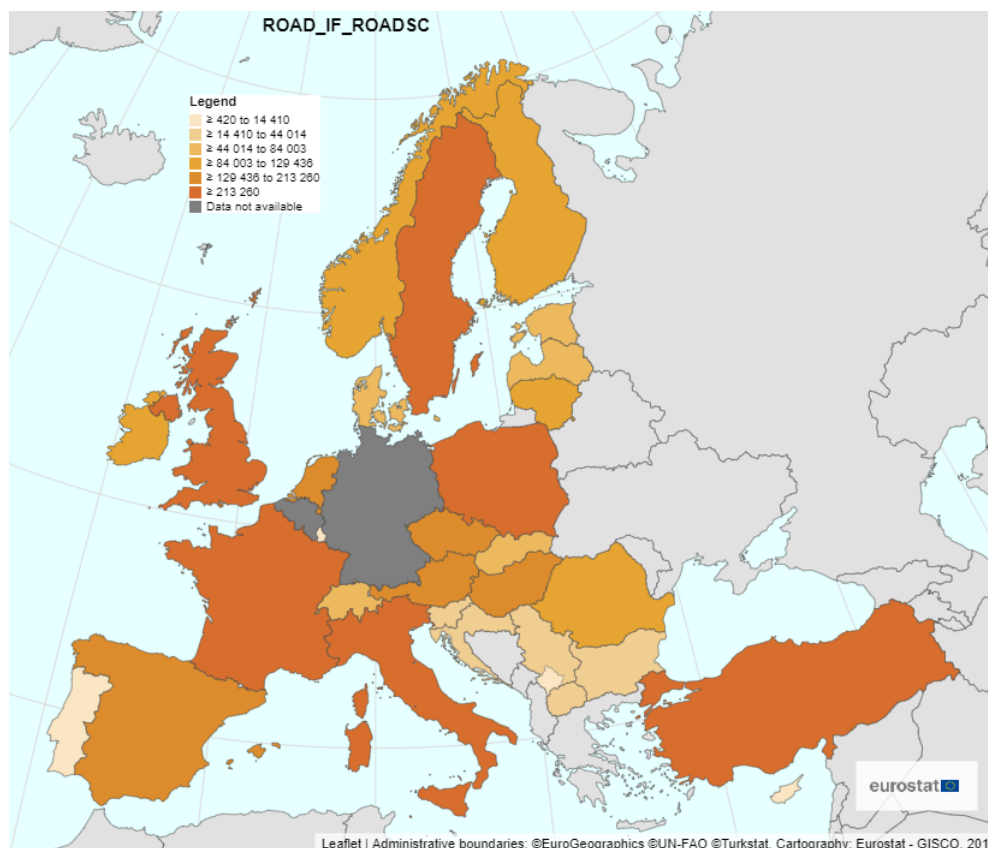 ROAD_IF_ROADSC
Legend
≥ 420 to 14 410
≥ 14 410 to 44 014
≥ 44 014 to 84 003
≥ 84 003 to 129 436
≥ 129 436 to 213 260
≥ 213 260
Data not available
eurostat
Leaflet | Administrative boundaries: ©EuroGeographics ©UN-FAO ©Turkstat, Cartography: Eurostat - GISCO, 201